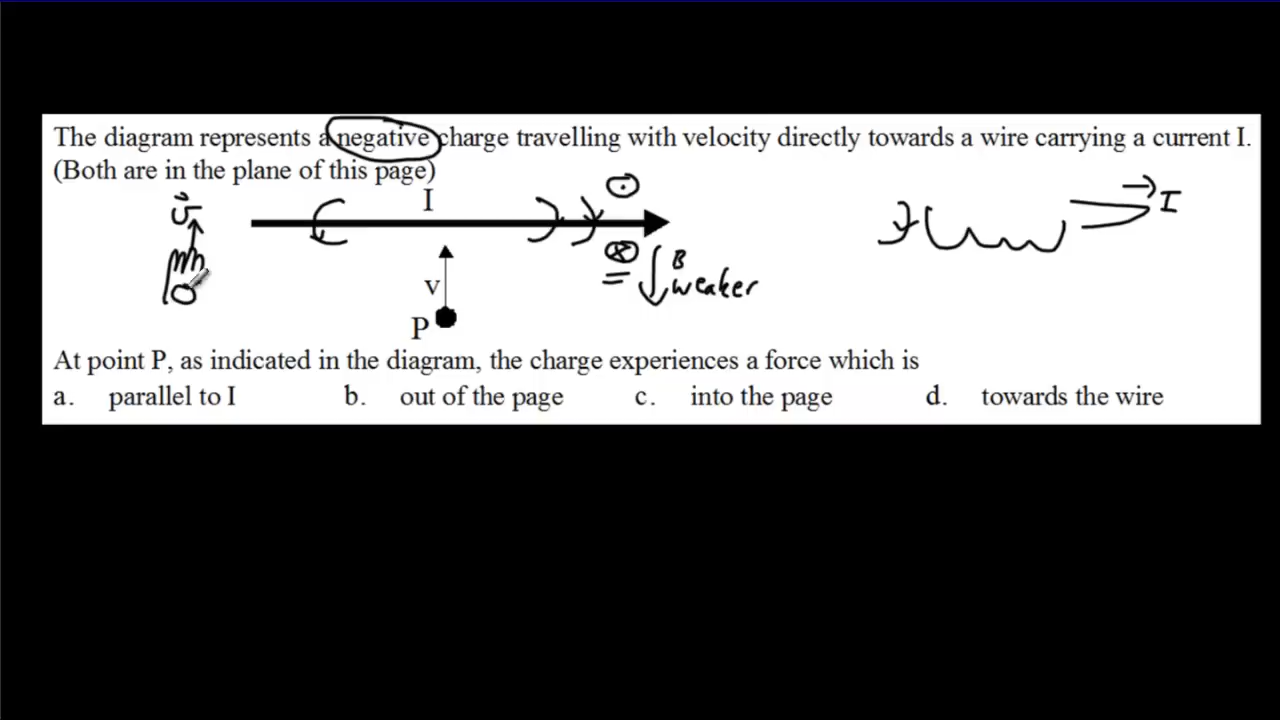 The diagram represents a negative charge travelling with velocity directly towards a wire carrying a current I.
(Both are in the plane of this page)
I
I
v
B
v
= weaker
P
At point P, as indicated in the diagram, the charge experiences a force which is
a. parallel to I b. out of the page c. into the page d. towards the wire